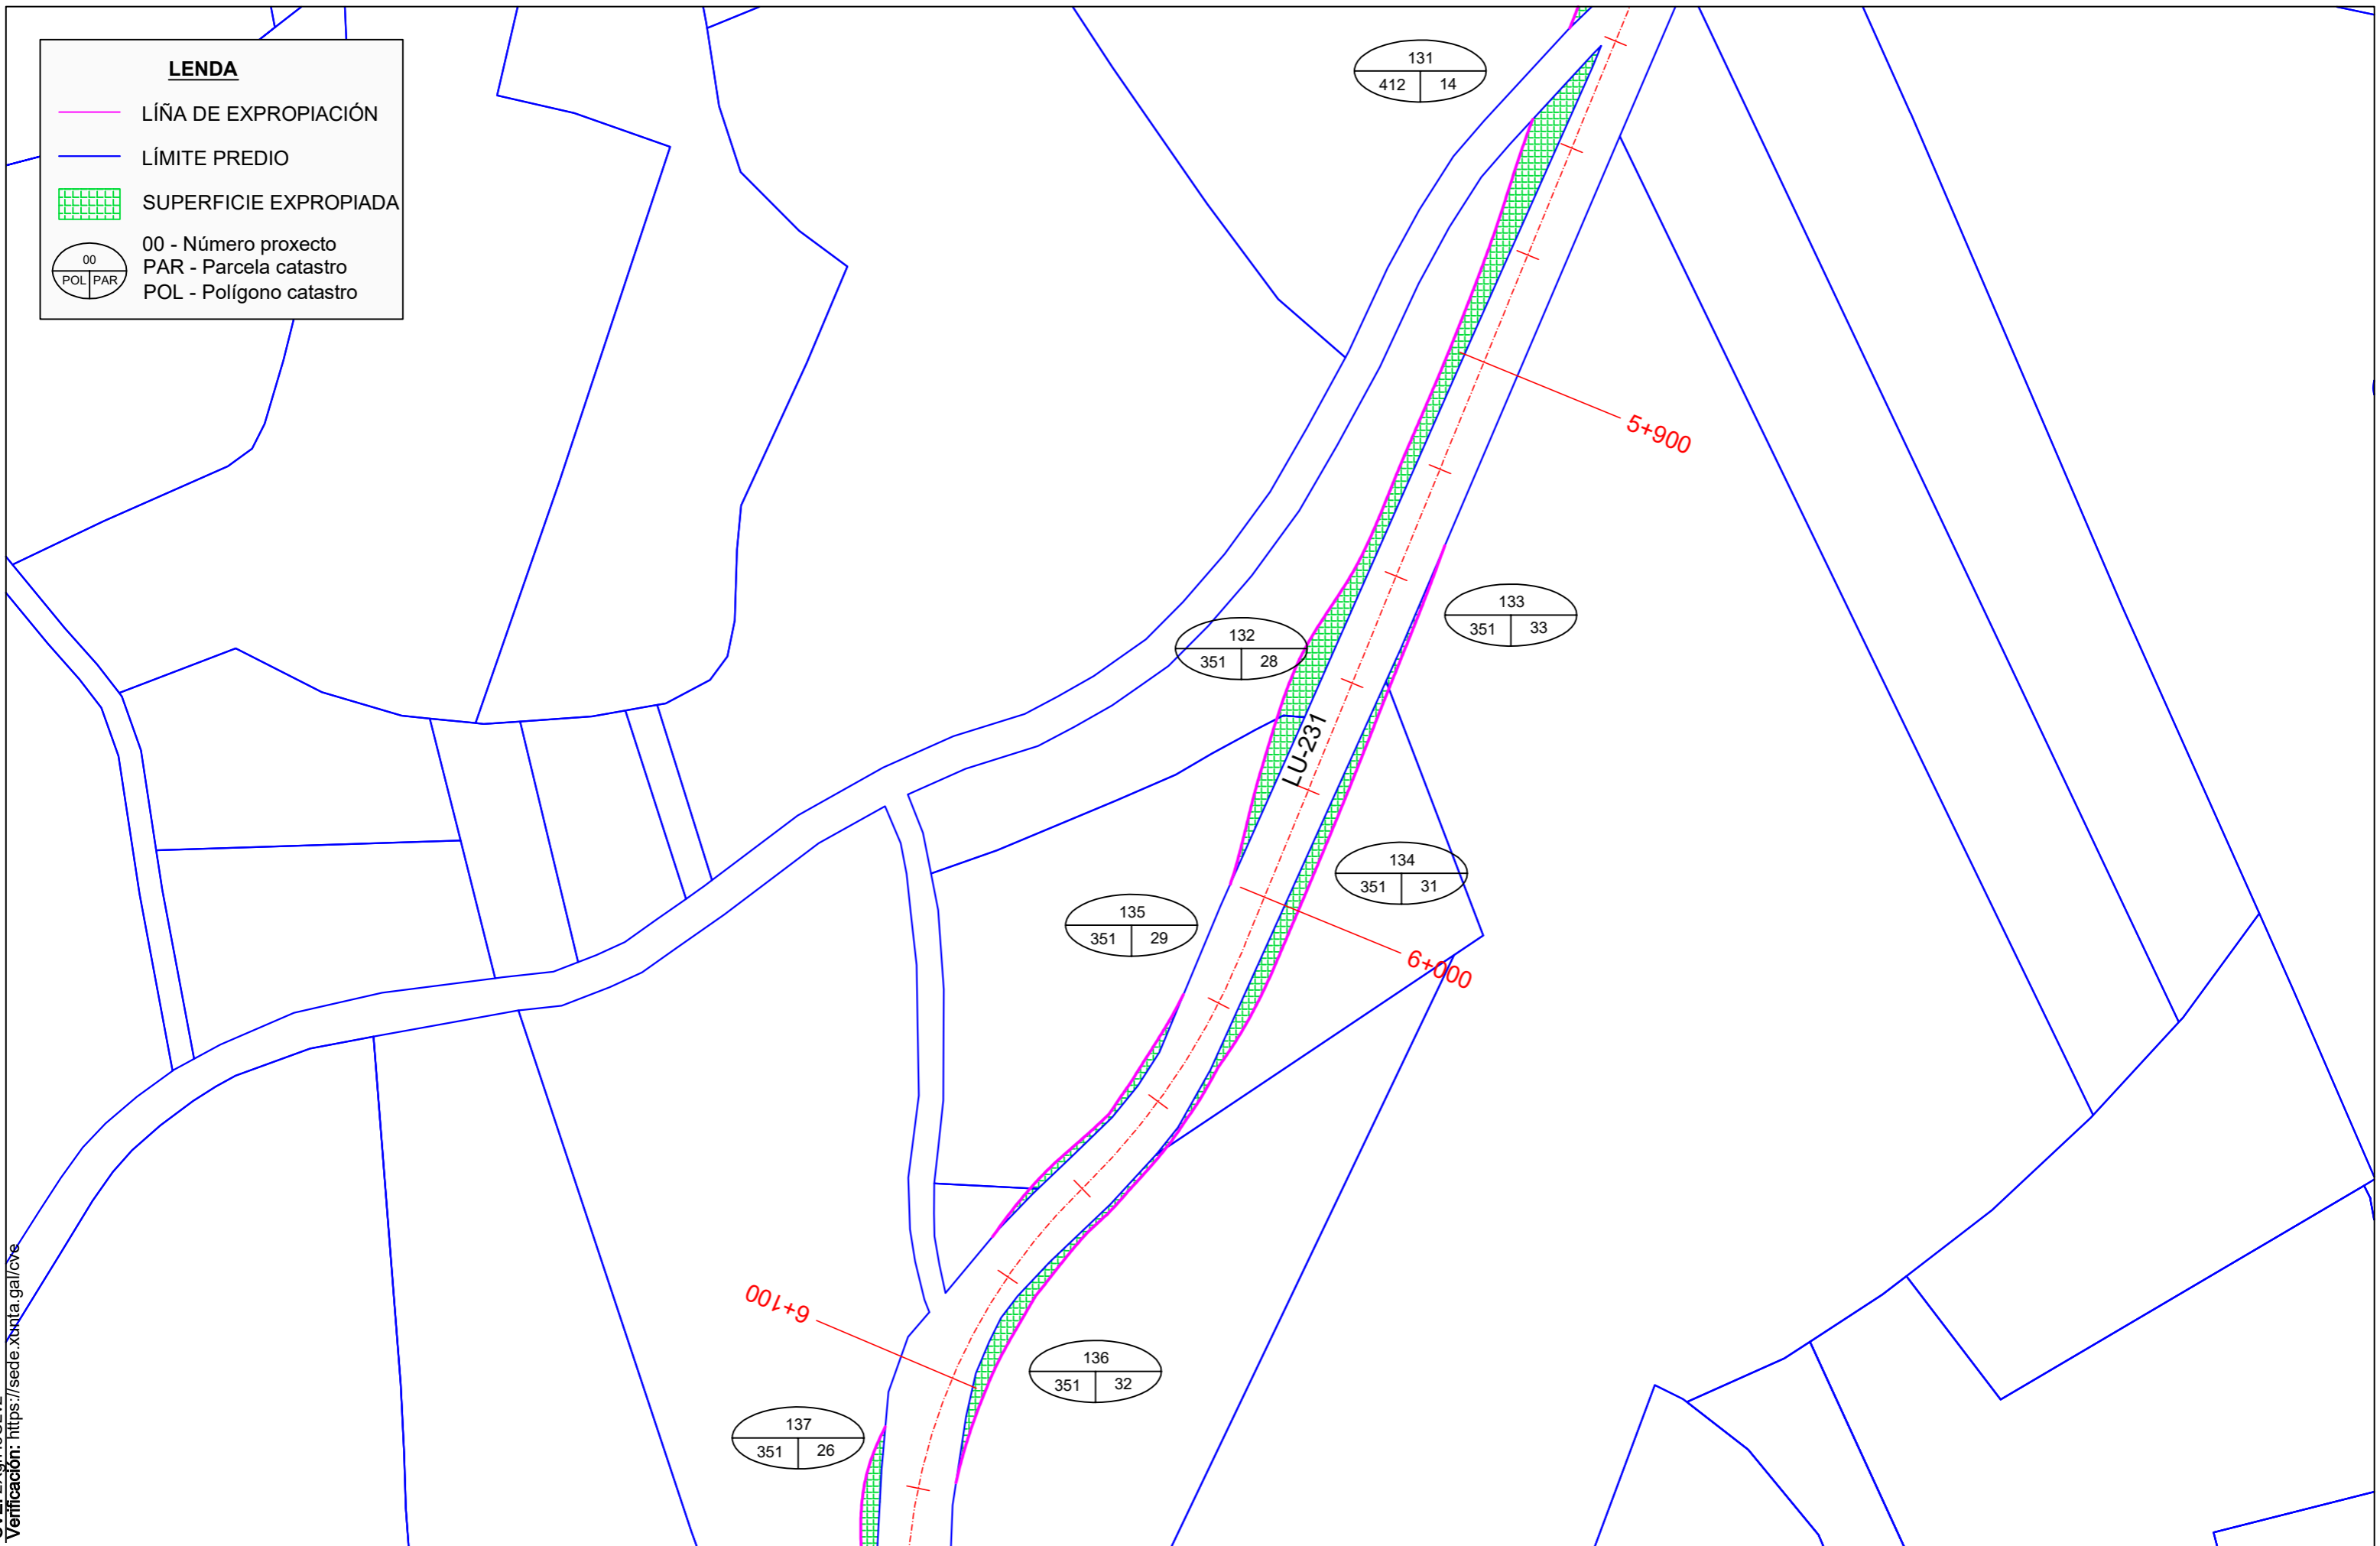 LENDA
LÍÑA DE EXPROPIACIÓN
LÍMITE PREDIO
SUPERFICIE EXPROPIADA
00
POL PAR
00 - Número proxecto
PAR - Parcela catastro
POL - Polígono catastro
131
412 14
5+900
133
351 33
132
351 28
LU-231
134
351 31
135
351 29
6+000
6+100
136
351 32
137
351 26
Verificación: https://sede.xunta.gal/cve